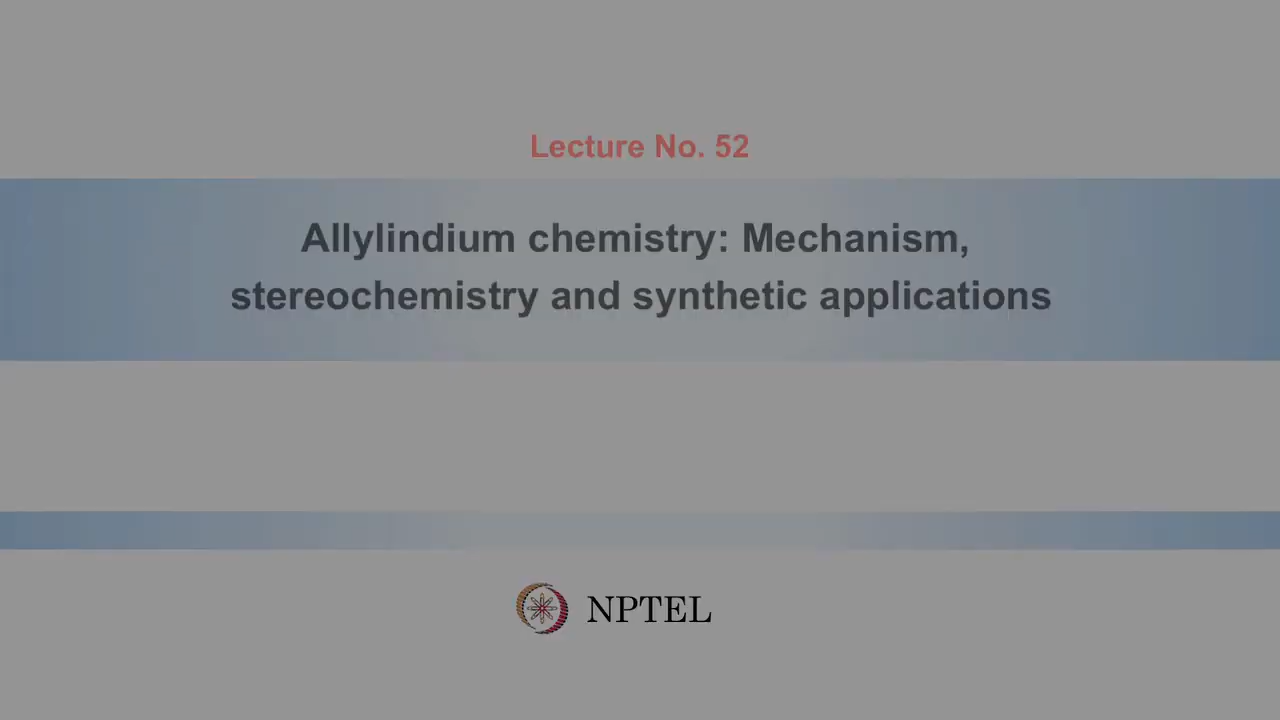 Lecture No. 52
Allylindium chemistry: Mechanism,
stereochemistry and synthetic applications
NPTEL